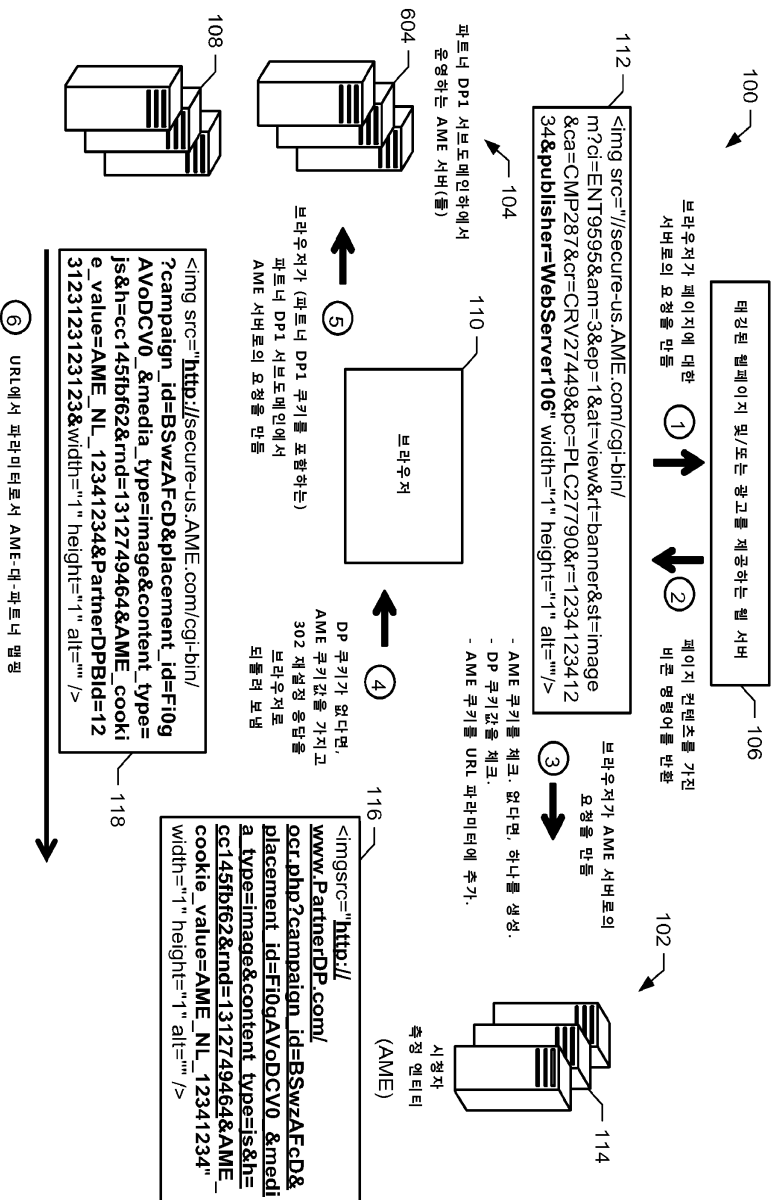 100
태깅된 웹페이지 및/또는 광고를 제공하는 웹 서버
106
브라우저가 페이지에 대한
서버로의 요청을 만듬
1
2
페이지 컨텐츠를 가진
비콘 명령어를 반환
112
<img src="//secure-us.AME.com/cgi-bin/
m?ci=ENT9595&am=3&ep=1&at=view&rt=banner&st=image
&ca=CMP287&cr=CRV27449&pc=PLC27790&r=1234123412
34&publisher=WebServer106" width="1" height="1" alt=""/>
브라우저가 AME 서버로의
요청을 만듬
3
- AME 쿠키를 체크. 없다면, 하나를 생성.
- DP 쿠키값을 체크.
- AME 쿠키를 URL 파라미터에 추가.
102
114
시청자
측정 엔티티
(AME)
104
파트너 DP1 서브도메인하에서
운영하는 AME 서버(들)
604
110
브라우저
5
브라우저가 (파트너 DP1 쿠키를 포함하는)
파트너 DP1 서브도메인에서
AME 서버로의 요청을 만듬
4
DP 쿠키가 없다면,
AME 쿠키값을 가지고
302 재설정 응답을
브라우저로
되돌려 보냄
116
<imgsrc="http://
www.PartnerDP.com/
ocr.php?campaign_id=BSwzAFcD&
placement_id=Fi0gAVoDCV0_&medi
a_type=image&content_type=js&h=
cc145fbf62&rnd=1312749464&AME_
cookie_value=AME_NL_12341234"
width="1" height="1" alt="" />
108
<img src="http://secure-us.AME.com/cgi-bin/
?campaign_id=BSwzAFcD&placement_id=Fi0g
AVoDCV0_&media_type=image&content_type=
js&h=cc145fbf62&rnd=1312749464&AME_cooki
e_value=AME_NL_12341234&PartnerDPBId=12
3123123123123&width="1" height="1" alt="" />
118
6
URL에서 파라미터로서 AME-대-파트너 맵핑